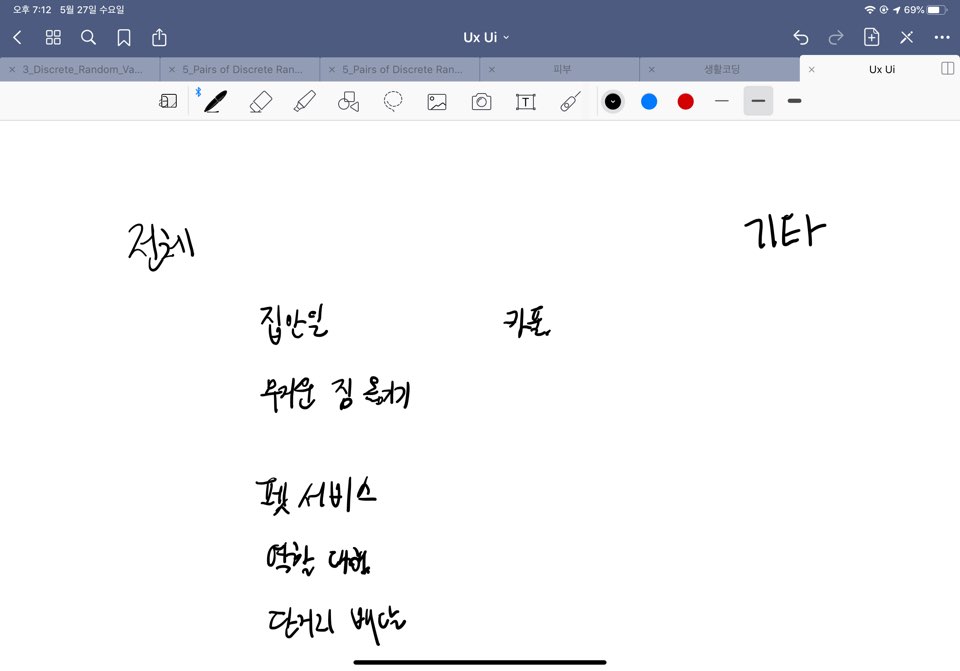 오후 7:12 5월 27일 수요일 69%
Ux Ui
3_Discrete_Random_Va... 5_Pairs of Discrete Ran... 5_Pairs of Discrete Ran... 피부 생활코딩 Ux Ui
T
전체 기타
집안일 카풀
무거운 짐 옮기기
펫 서비스
역할 대행
단거리 배달